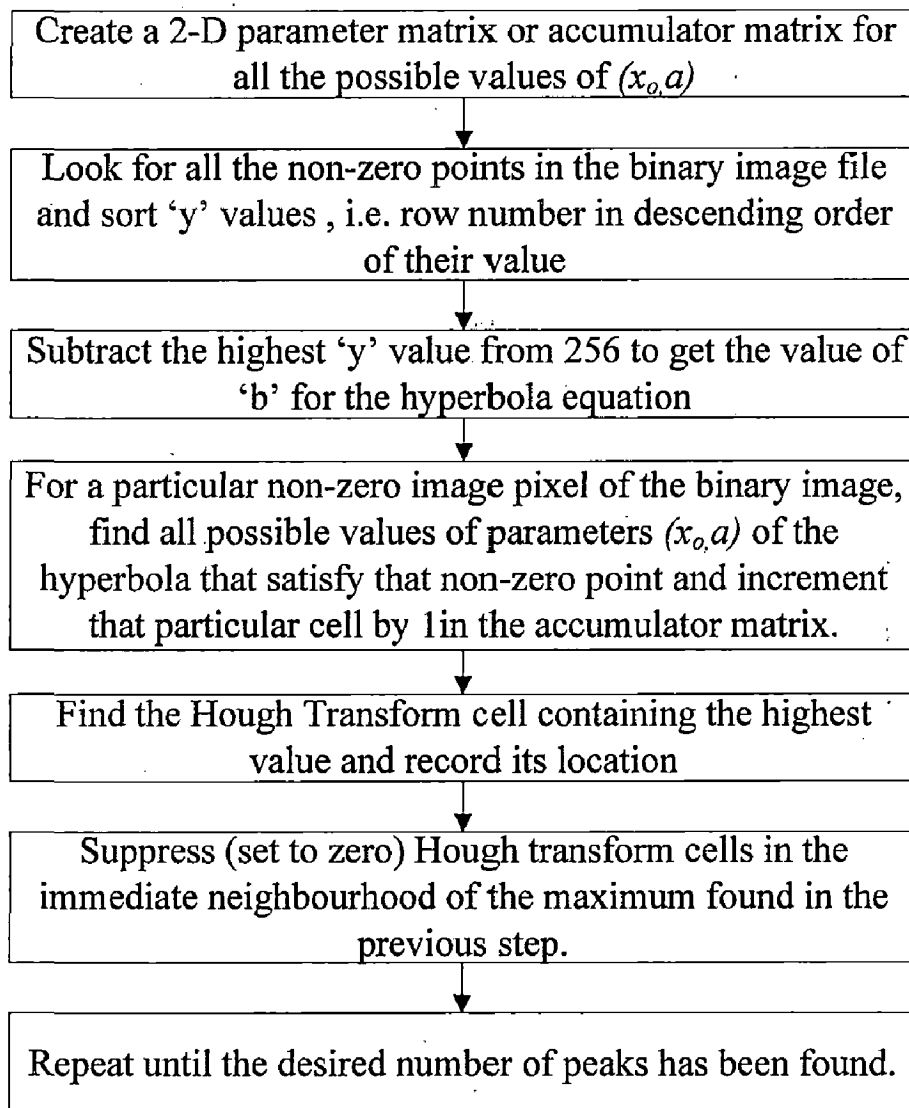 Create a 2-D parameter matrix or accumulator matrix for
all the possible values of (x₀,a)
Look for all the non-zero points in the binary image file
and sort ‘y’ values , i.e. row number in descending order
of their value
Subtract the highest ‘y’ value from 256 to get the value of
‘b’ for the hyperbola equation
For a particular non-zero image pixel of the binary image,
find all possible values of parameters (x₀,a) of the
hyperbola that satisfy that non-zero point and increment
that particular cell by 1in the accumulator matrix.
Find the Hough Transform cell containing the highest
value and record its location
Suppress (set to zero) Hough transform cells in the
immediate neighbourhood of the maximum found in the
previous step.
Repeat until the desired number of peaks has been found.